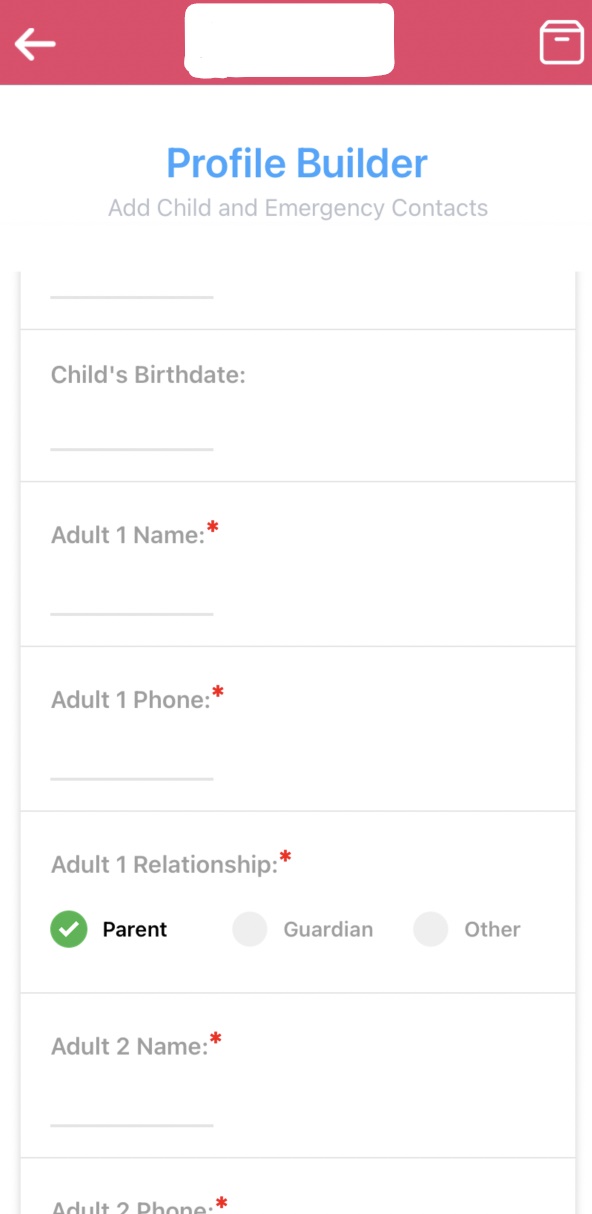 Profile Builder
Add Child and Emergency Contacts
Child's Birthdate:
Adult 1 Name:*
Adult 1 Phone:*
Adult 1 Relationship:*
Parent Guardian Other
Adult 2 Name:*
Adult 2 Phone:*